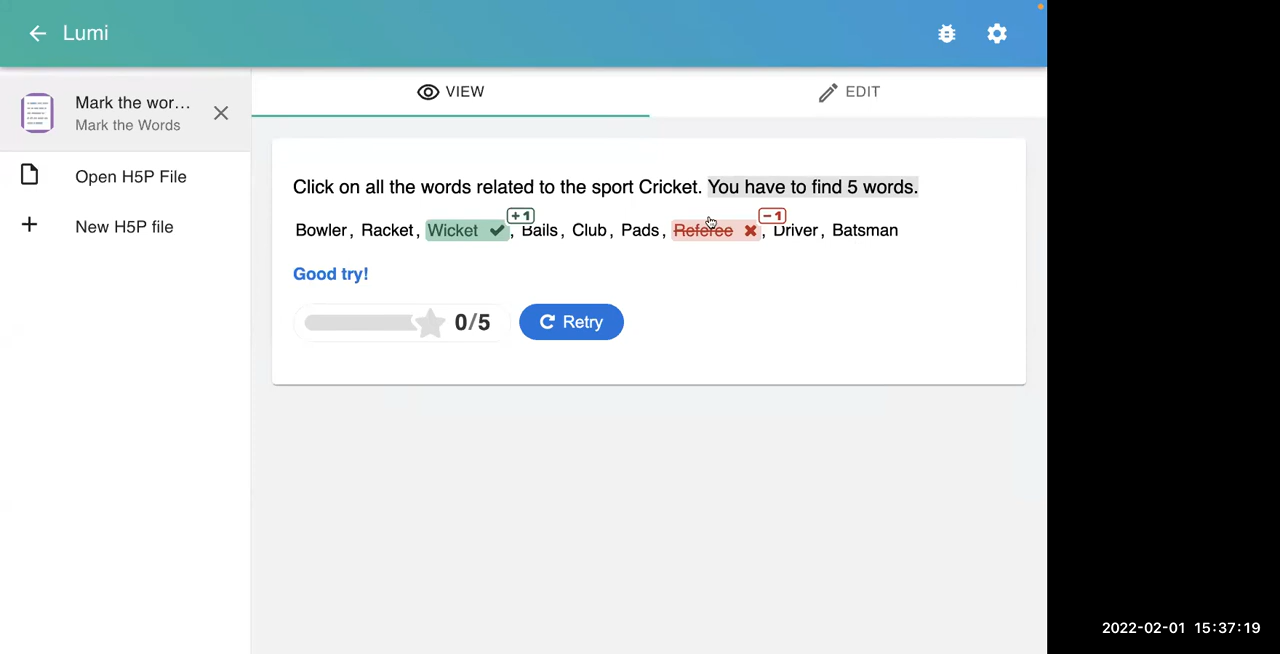 Lumi
Mark the wor...
Mark the Words
Open H5P File
New H5P file
VIEW
EDIT
Click on all the words related to the sport Cricket. You have to find 5 words.
+1
−1
Bowler, Racket, Wicket, Bails, Club, Pads, Referee, Driver, Batsman
Good try!
0/5
Retry
2022-02-01 15:37:19